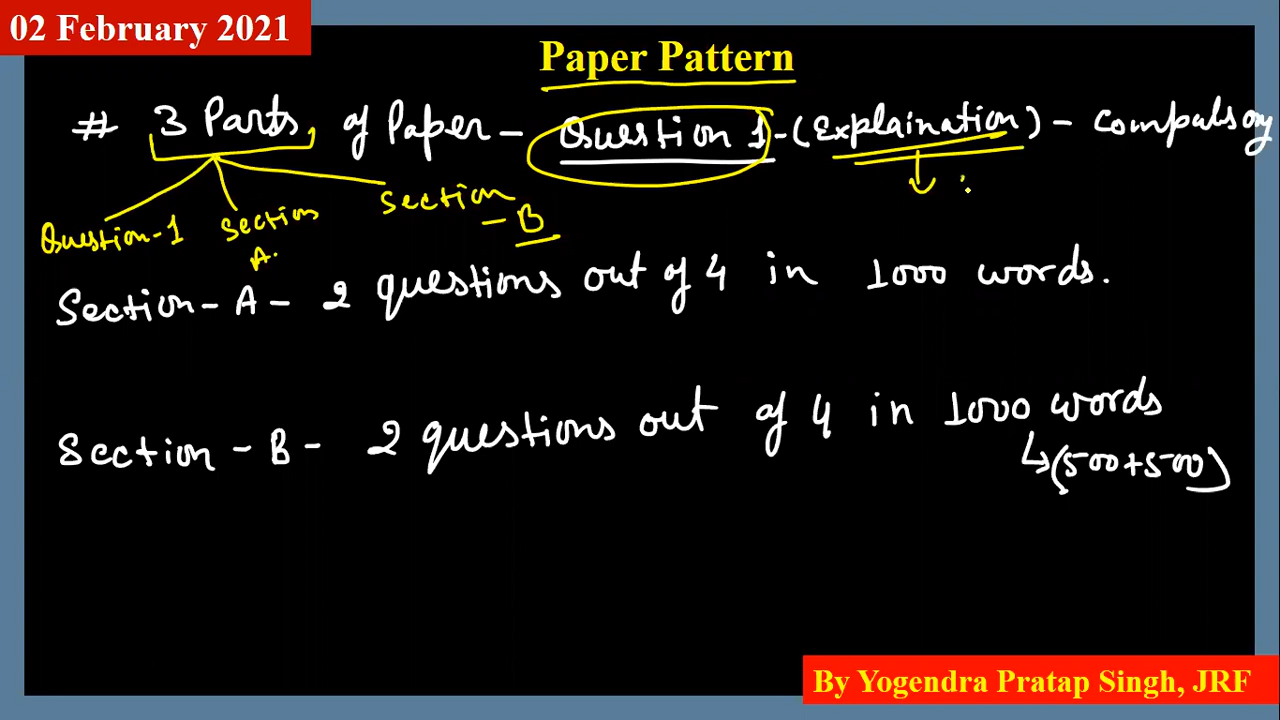 02 February 2021
Paper Pattern
# 3 Parts, of Paper - Question 1 - (Explaination) - Compulsory
Question-1 Section A. Section - B
Section - A - 2 questions out of 4 in 1000 words.
Section - B - 2 questions out of 4 in 1000 words
(500+500)
By Yogendra Pratap Singh, JRF